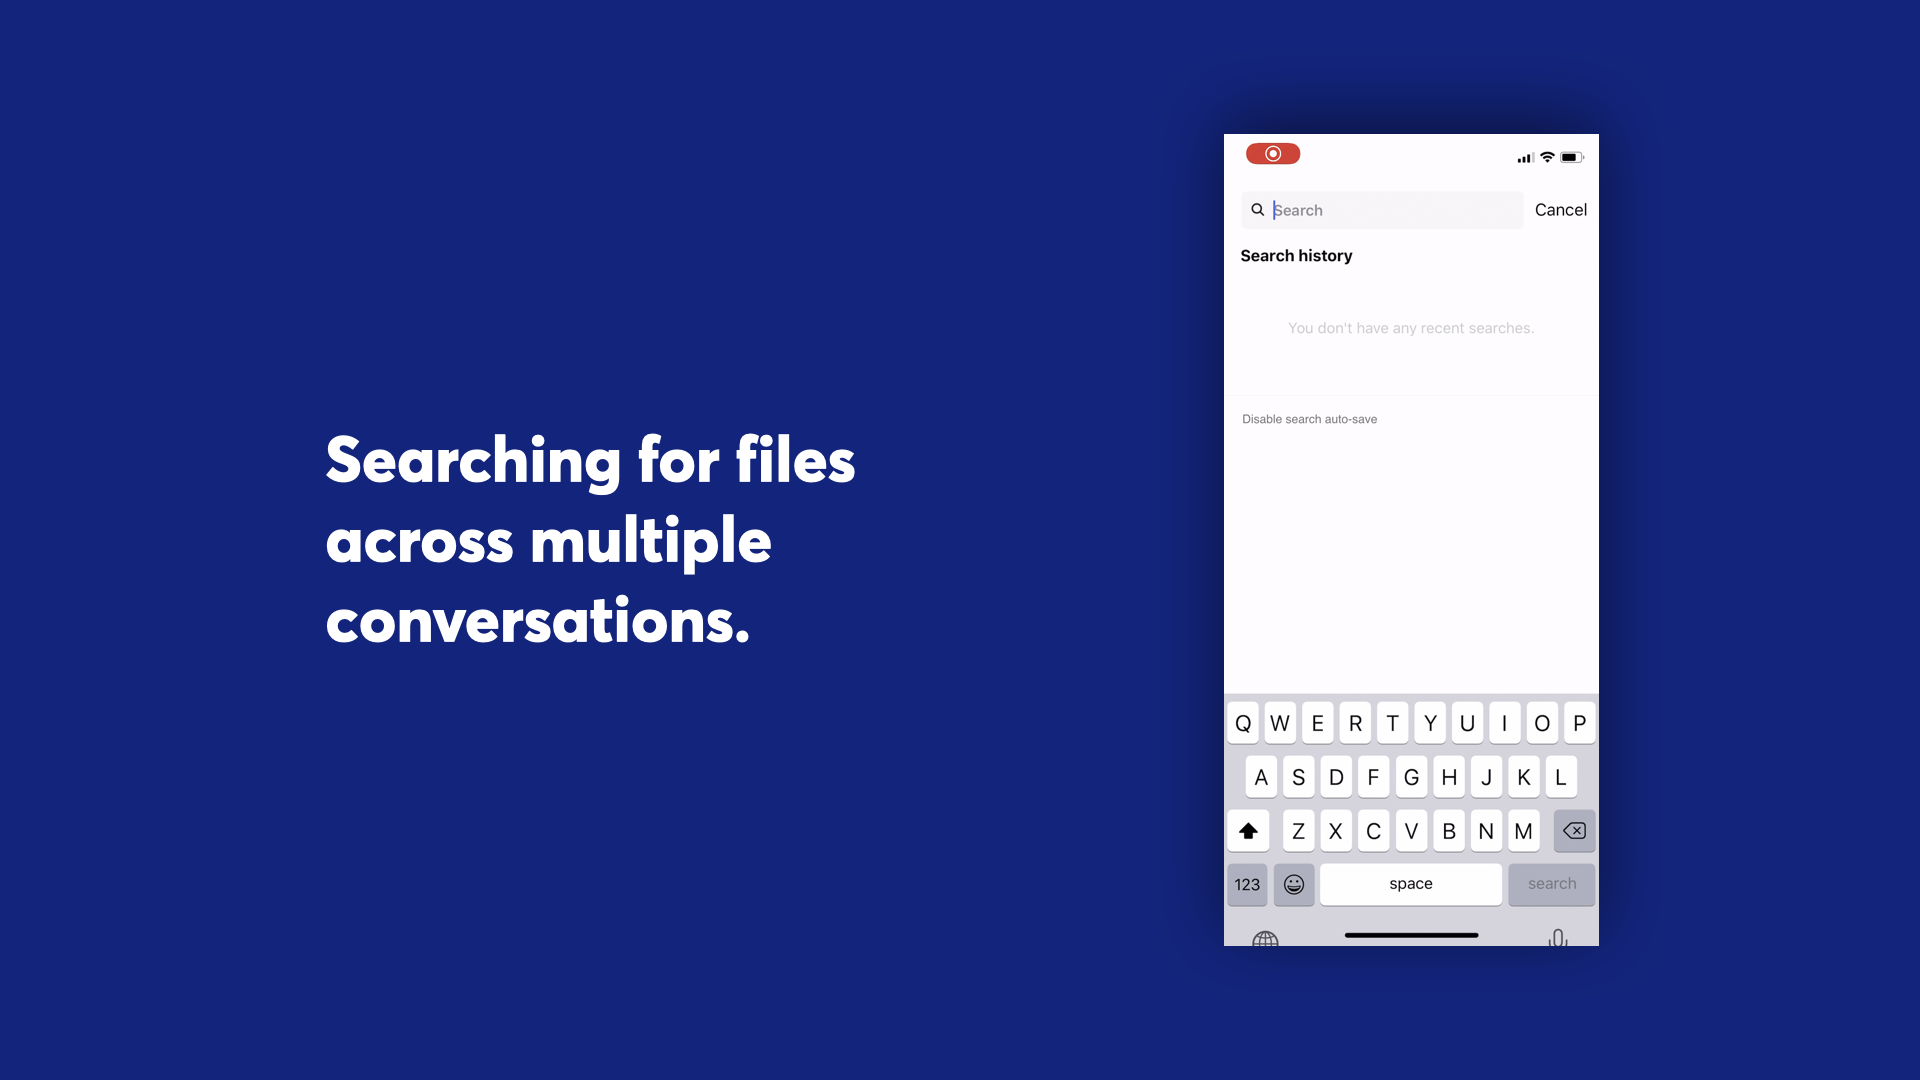 Searching for files
across multiple
conversations.
Search
Cancel
Search history
You don't have any recent searches.
Disable search auto-save
Q W E R T Y U I O P
A S D F G H J K L
Z X C V B N M
123 space search